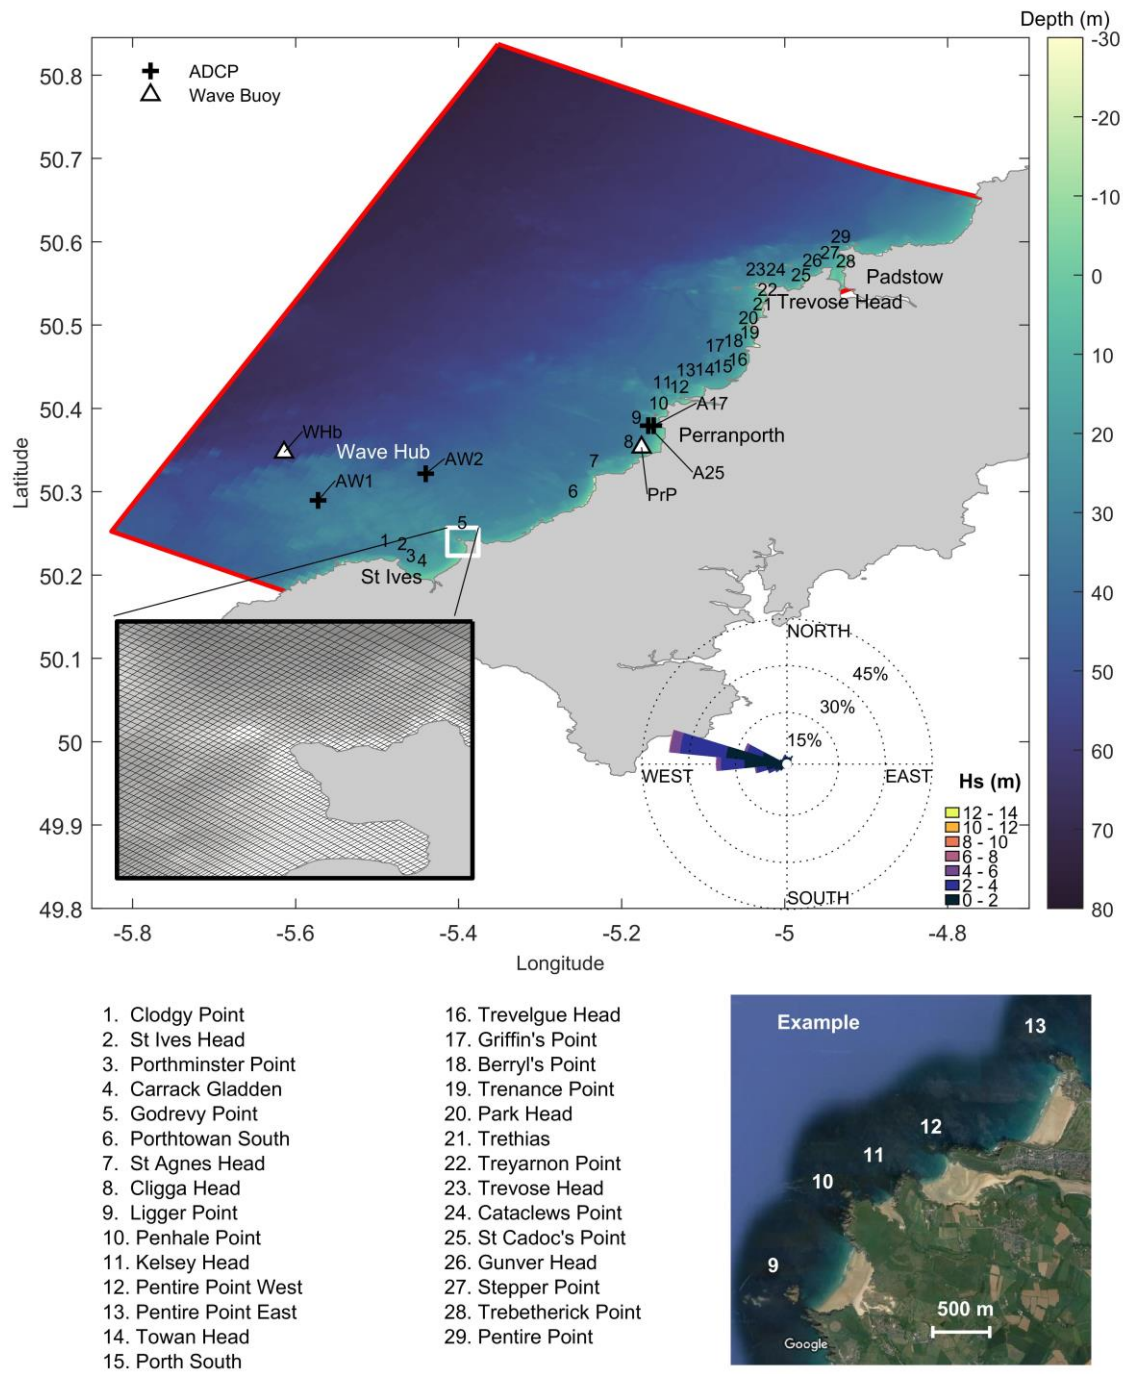 Depth (m)
ADCP
Wave Buoy
-30
-20
-10
0
10
20
30
40
50
60
70
80
50.8
50.7
50.6
50.5
50.4
50.3
50.2
50.1
50
49.9
49.8
Latitude
29
27
26
28
2324
25
Padstow
22
Trevose Head
21
20
19
18
17
16
15
1314
11
12
10
A17
9
8
Perranporth
WHb
Wave Hub
AW2
7
A25
AW1
6
PrP
5
1
2
3
4
St Ives
NORTH
45%
30%
15%
WEST
EAST
SOUTH
Hs (m)
12 - 14
10 - 12
8 - 10
6 - 8
4 - 6
2 - 4
0 - 2
-5.8
-5.6
-5.4
-5.2
-5
-4.8
Longitude
1. Clodgy Point
2. St Ives Head
3. Porthminster Point
4. Carrack Gladden
5. Godrevy Point
6. Porthtowan South
7. St Agnes Head
8. Cligga Head
9. Ligger Point
10. Penhale Point
11. Kelsey Head
12. Pentire Point West
13. Pentire Point East
14. Towan Head
15. Porth South
16. Trevelgue Head
17. Griffin's Point
18. Berryl's Point
19. Trenance Point
20. Park Head
21. Trethias
22. Treyarnon Point
23. Trevose Head
24. Cataclews Point
25. St Cadoc's Point
26. Gunver Head
27. Stepper Point
28. Trebetherick Point
29. Pentire Point
Example
13
12
11
10
9
500 m
Google